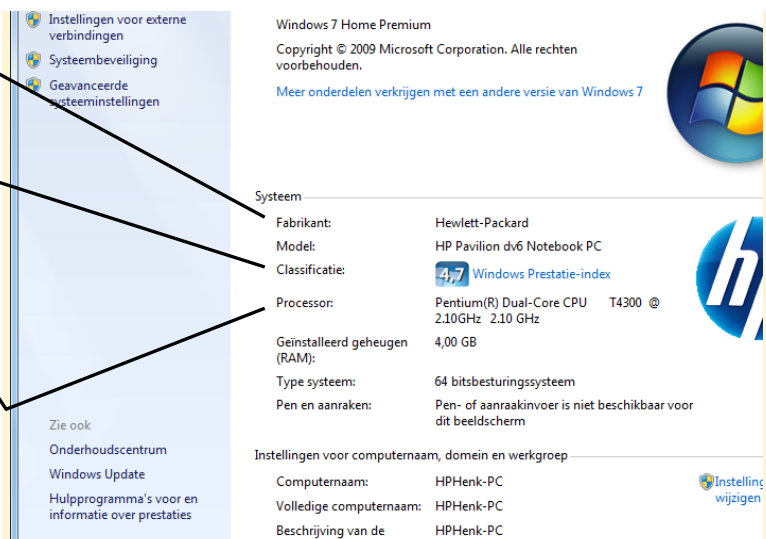 Instellingen voor externe
verbindingen
Systeembeveiliging
Geavanceerde
systeeminstellingen
Zie ook
Onderhoudscentrum
Windows Update
Hulpprogramma's voor en
informatie over prestaties
Windows 7 Home Premium
Copyright © 2009 Microsoft Corporation. Alle rechten
voorbehouden.
Meer onderdelen verkrijgen met een andere versie van Windows 7
Systeem
Fabrikant: Hewlett-Packard
Model: HP Pavilion dv6 Notebook PC
Classificatie: 4,7 Windows Prestatie-index
Processor: Pentium(R) Dual-Core CPU T4300 @
2.10GHz 2.10 GHz
Geïnstalleerd geheugen 4,00 GB
(RAM):
Type systeem: 64 bitsbesturingssysteem
Pen en aanraken: Pen- of aanraakinvoer is niet beschikbaar voor
dit beeldscherm
hp
Instellingen voor computernaam, domein en werkgroep
Computernaam: HPHenk-PC
Volledige computernaam: HPHenk-PC
Beschrijving van de HPHenk-PC
Instelling
wijzigen